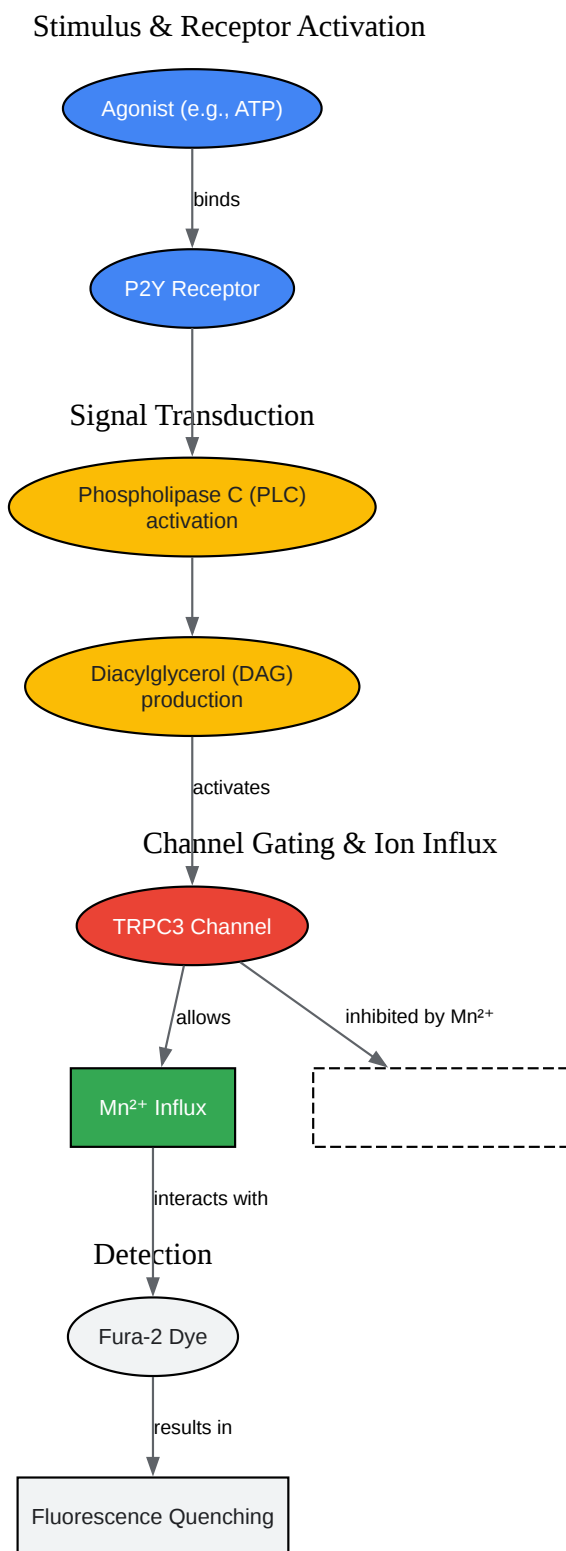 Stimulus & Receptor Activation
Agonist (e.g., ATP)
binds
P2Y Receptor
Signal Transduction
Phospholipase C (PLC)
activation
Diacylglycerol (DAG)
production
activates
Channel Gating & Ion Influx
TRPC3 Channel
allows
inhibited by Mn²⁺
Mn²⁺ Influx
interacts with
Detection
Fura-2 Dye
results in
Fluorescence Quenching